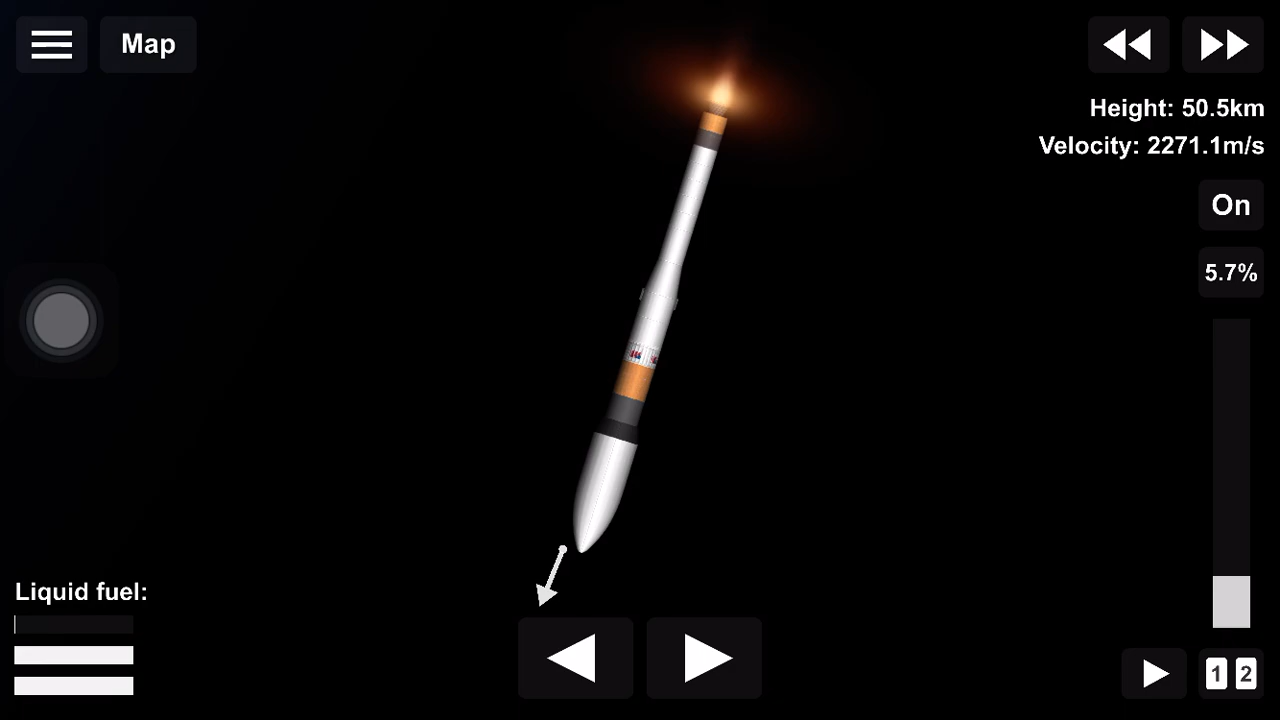 Map
Height: 50.5km
Velocity: 2271.1m/s
On
5.7%
Liquid fuel:
1 2